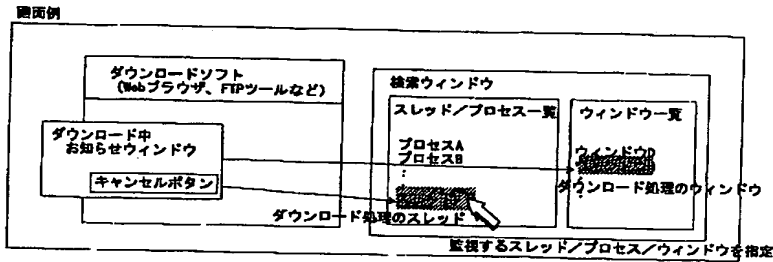 画面例
ダウンロードソフト
(Webブラウザ、FTPツールなど)
ダウンロード中
お知らせウィンドウ
キャンセルボタン
検索ウィンドウ
スレッド/プロセス一覧
プロセスA
プロセスB
:
ダウンロード処理のスレッド
ウィンドウ一覧
ウィンドウD
ダウンロード処理のウィンドウ
監視するスレッド/プロセス/ウィンドウを指定